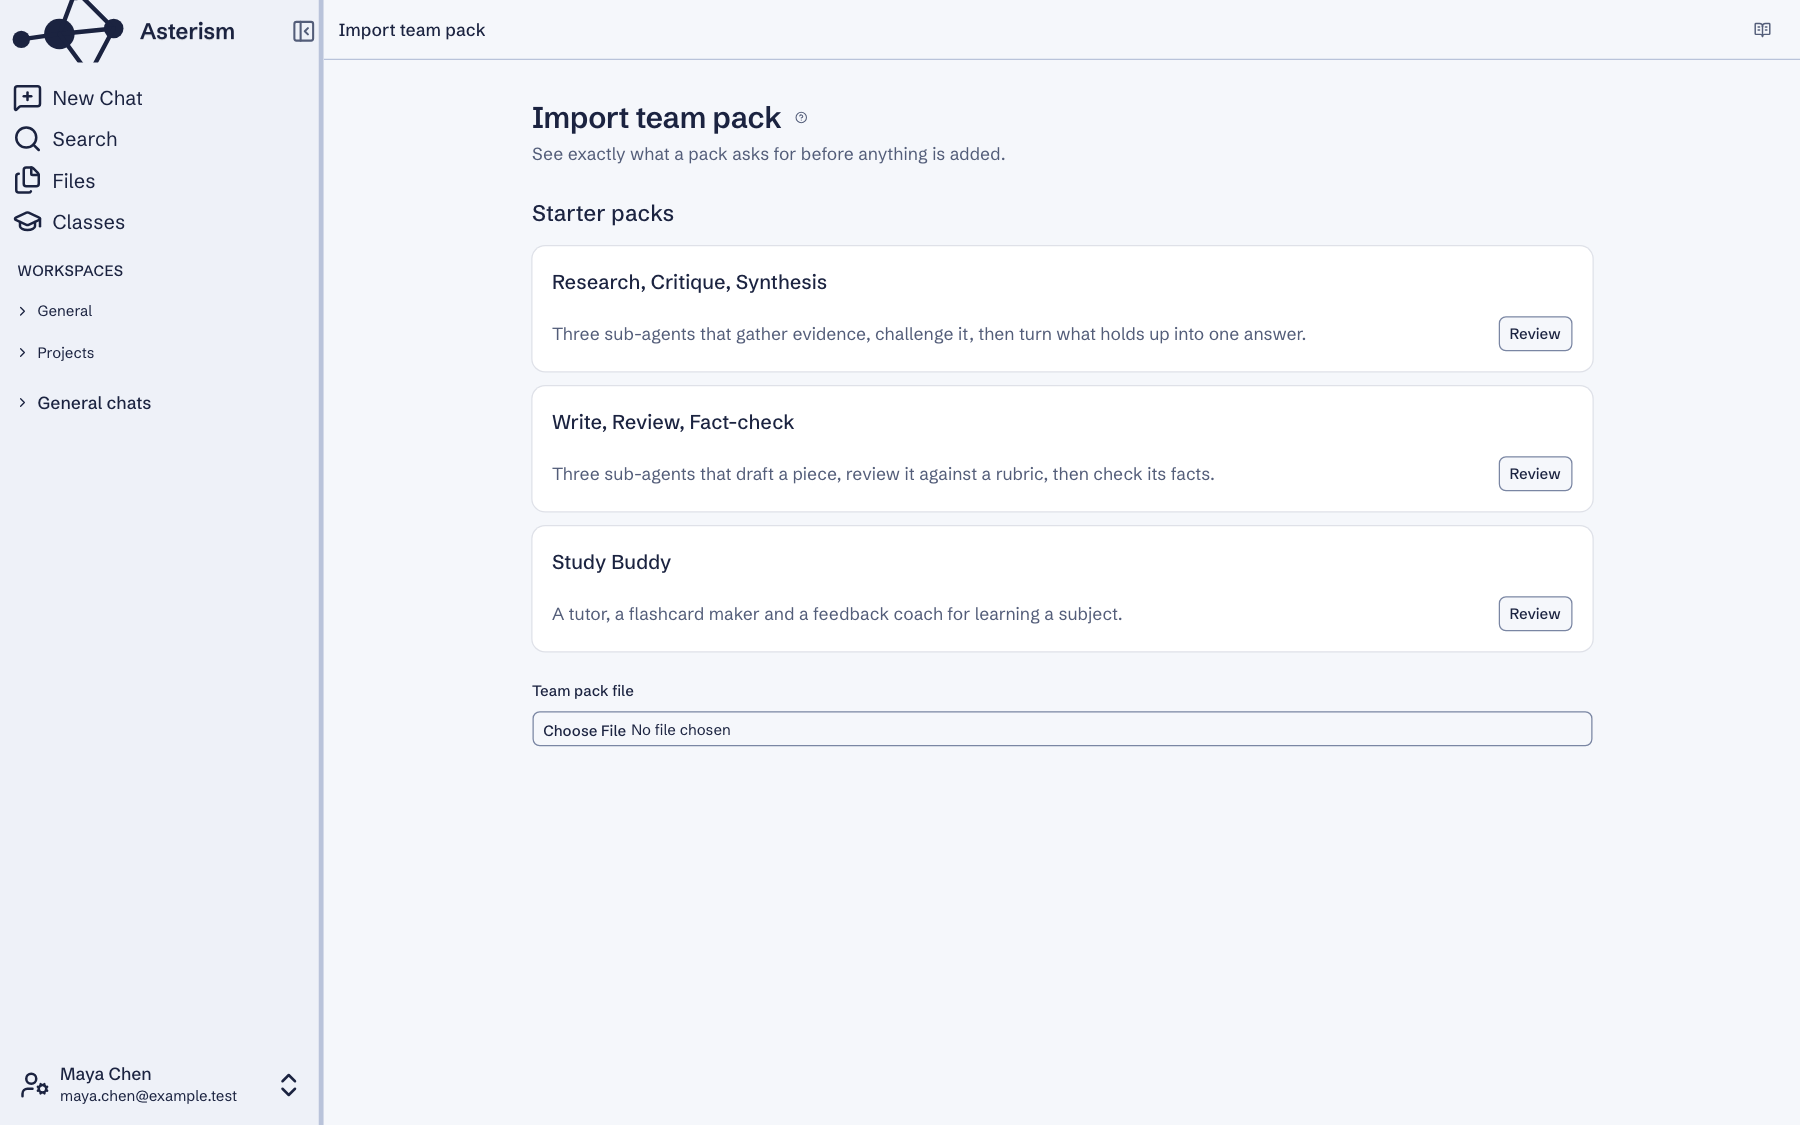 Asterism
New Chat
Search
Files
Classes
WORKSPACES
General
Projects
General chats
Maya Chen
maya.chen@example.test
Import team pack
Import team pack
See exactly what a pack asks for before anything is added.
Starter packs
Research, Critique, Synthesis
Three sub-agents that gather evidence, challenge it, then turn what holds up into one answer.
Review
Write, Review, Fact-check
Three sub-agents that draft a piece, review it against a rubric, then check its facts.
Review
Study Buddy
A tutor, a flashcard maker and a feedback coach for learning a subject.
Review
Team pack file
Choose File No file chosen